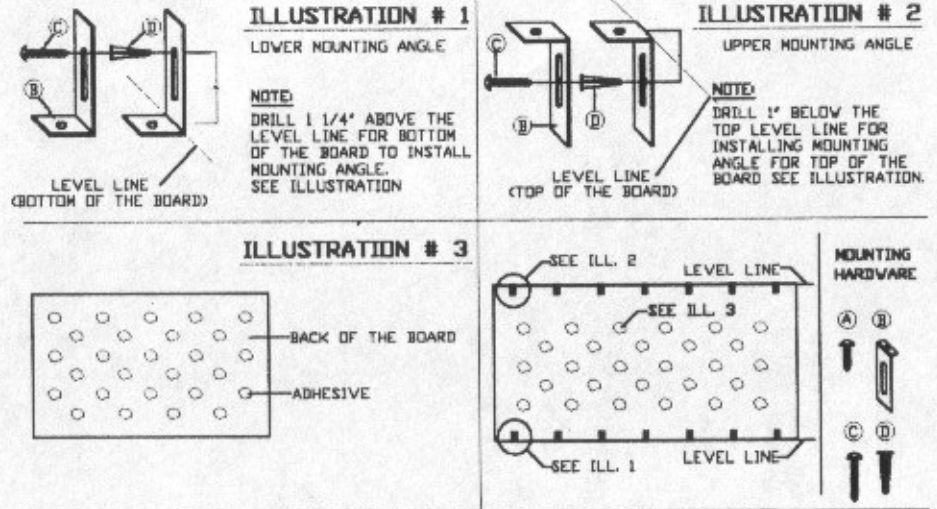 ILLUSTRATION # 1
LOWER MOUNTING ANGLE
C
D
B
NOTE:
DRILL 1 1/4" ABOVE THE
LEVEL LINE FOR BOTTOM
OF THE BOARD TO INSTALL
MOUNTING ANGLE.
SEE ILLUSTRATION
LEVEL LINE
(BOTTOM OF THE BOARD)
ILLUSTRATION # 2
UPPER MOUNTING ANGLE
C
B
D
NOTE:
DRILL 1" BELOW THE
TOP LEVEL LINE FOR
INSTALLING MOUNTING
ANGLE FOR TOP OF THE
BOARD SEE ILLUSTRATION.
LEVEL LINE
(TOP OF THE BOARD)
ILLUSTRATION # 3
BACK OF THE BOARD
ADHESIVE
SEE ILL. 2
LEVEL LINE
SEE ILL. 3
SEE ILL. 1
LEVEL LINE
MOUNTING
HARDWARE
A B
C D